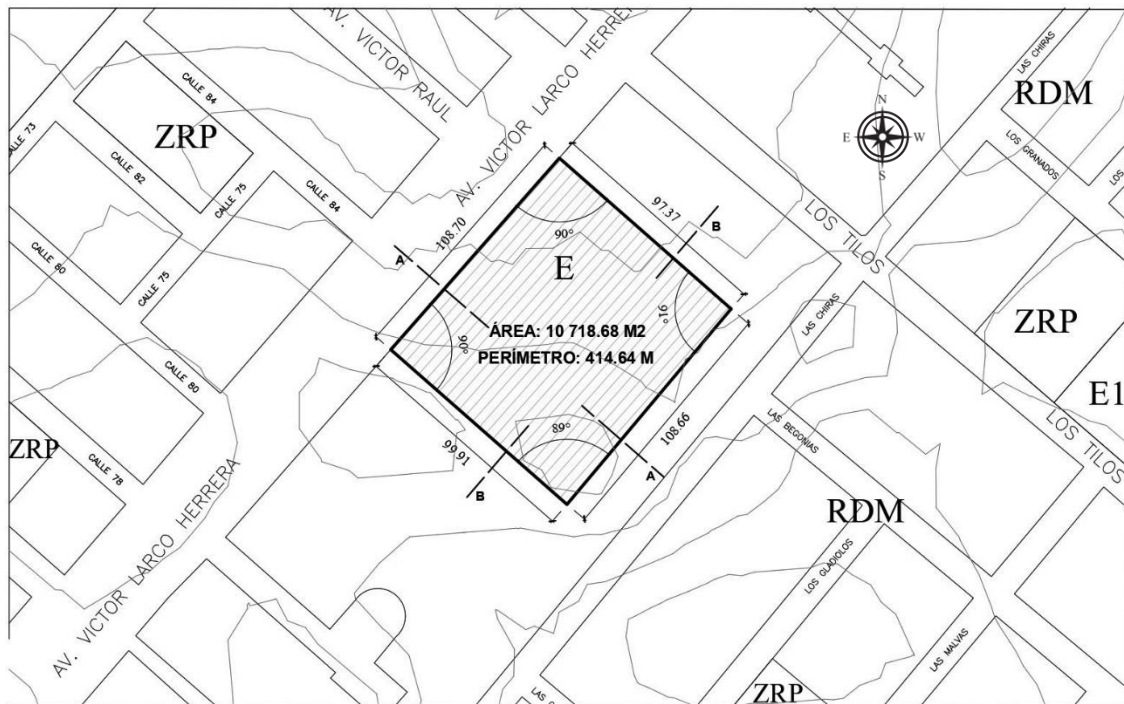 AV. VICTOR RAUL
AV. VICTOR LARCO HERRERA
LAS CHIRAS
CALLE 84
CALLE 73
ZRP
RDM
N
E
W
S
LOS GRANADOS
LOS
CALLE 82
CALLE 75
CALLE 84
97.37
B
LOS TILOS
108.70
90°
A
E
CALLE 80
CALLE 75
91°
ÁREA: 10 718.68 M2
PERÍMETRO: 414.64 M
90°
LAS CHIRAS
ZRP
E1
CALLE 80
LOS TILOS
LAS BEGONIAS
89°
108.66
99.91
ZRP
CALLE 78
A
B
RDM
AV. VICTOR LARCO HERRERA
LOS GLADIOLOS
LAS MALVAS
ZRP